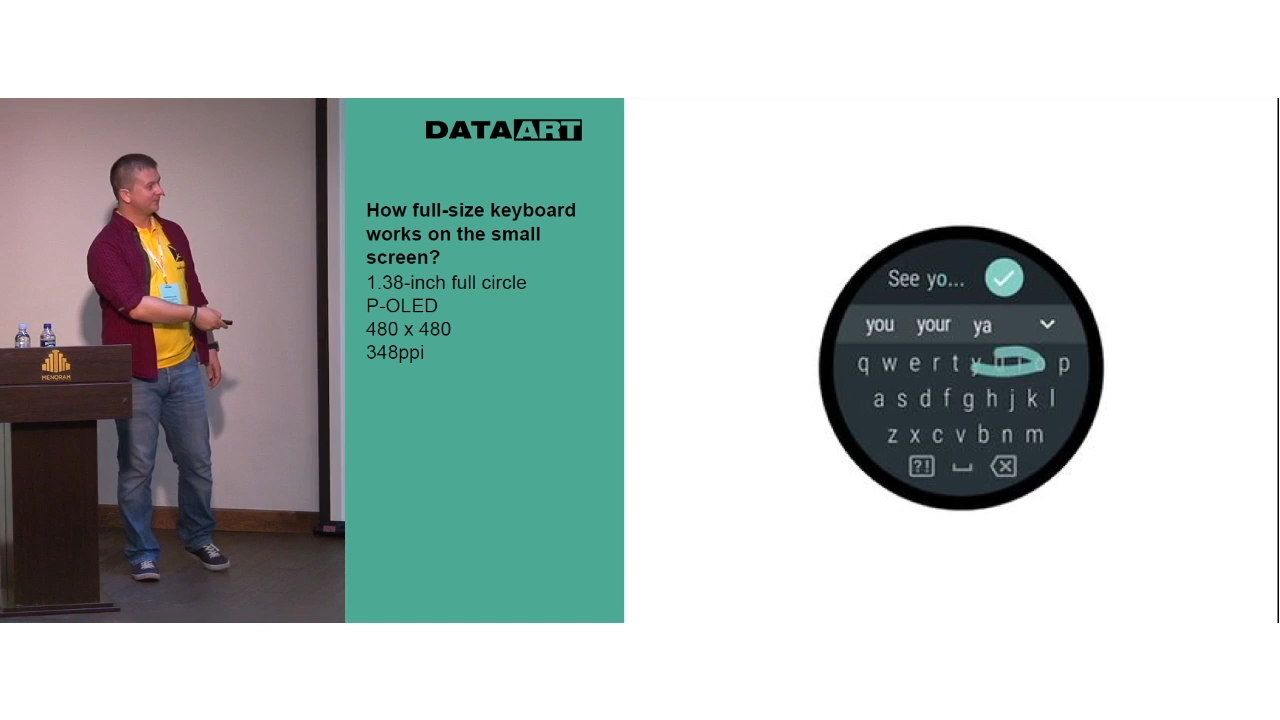 MENORAH
DATAART
How full-size keyboard
works on the small
screen?
1.38-inch full circle
P-OLED
480 x 480
348ppi
See yo...
you your ya
q w e r t y u i o p
a s d f g h j k l
z x c v b n m
?!